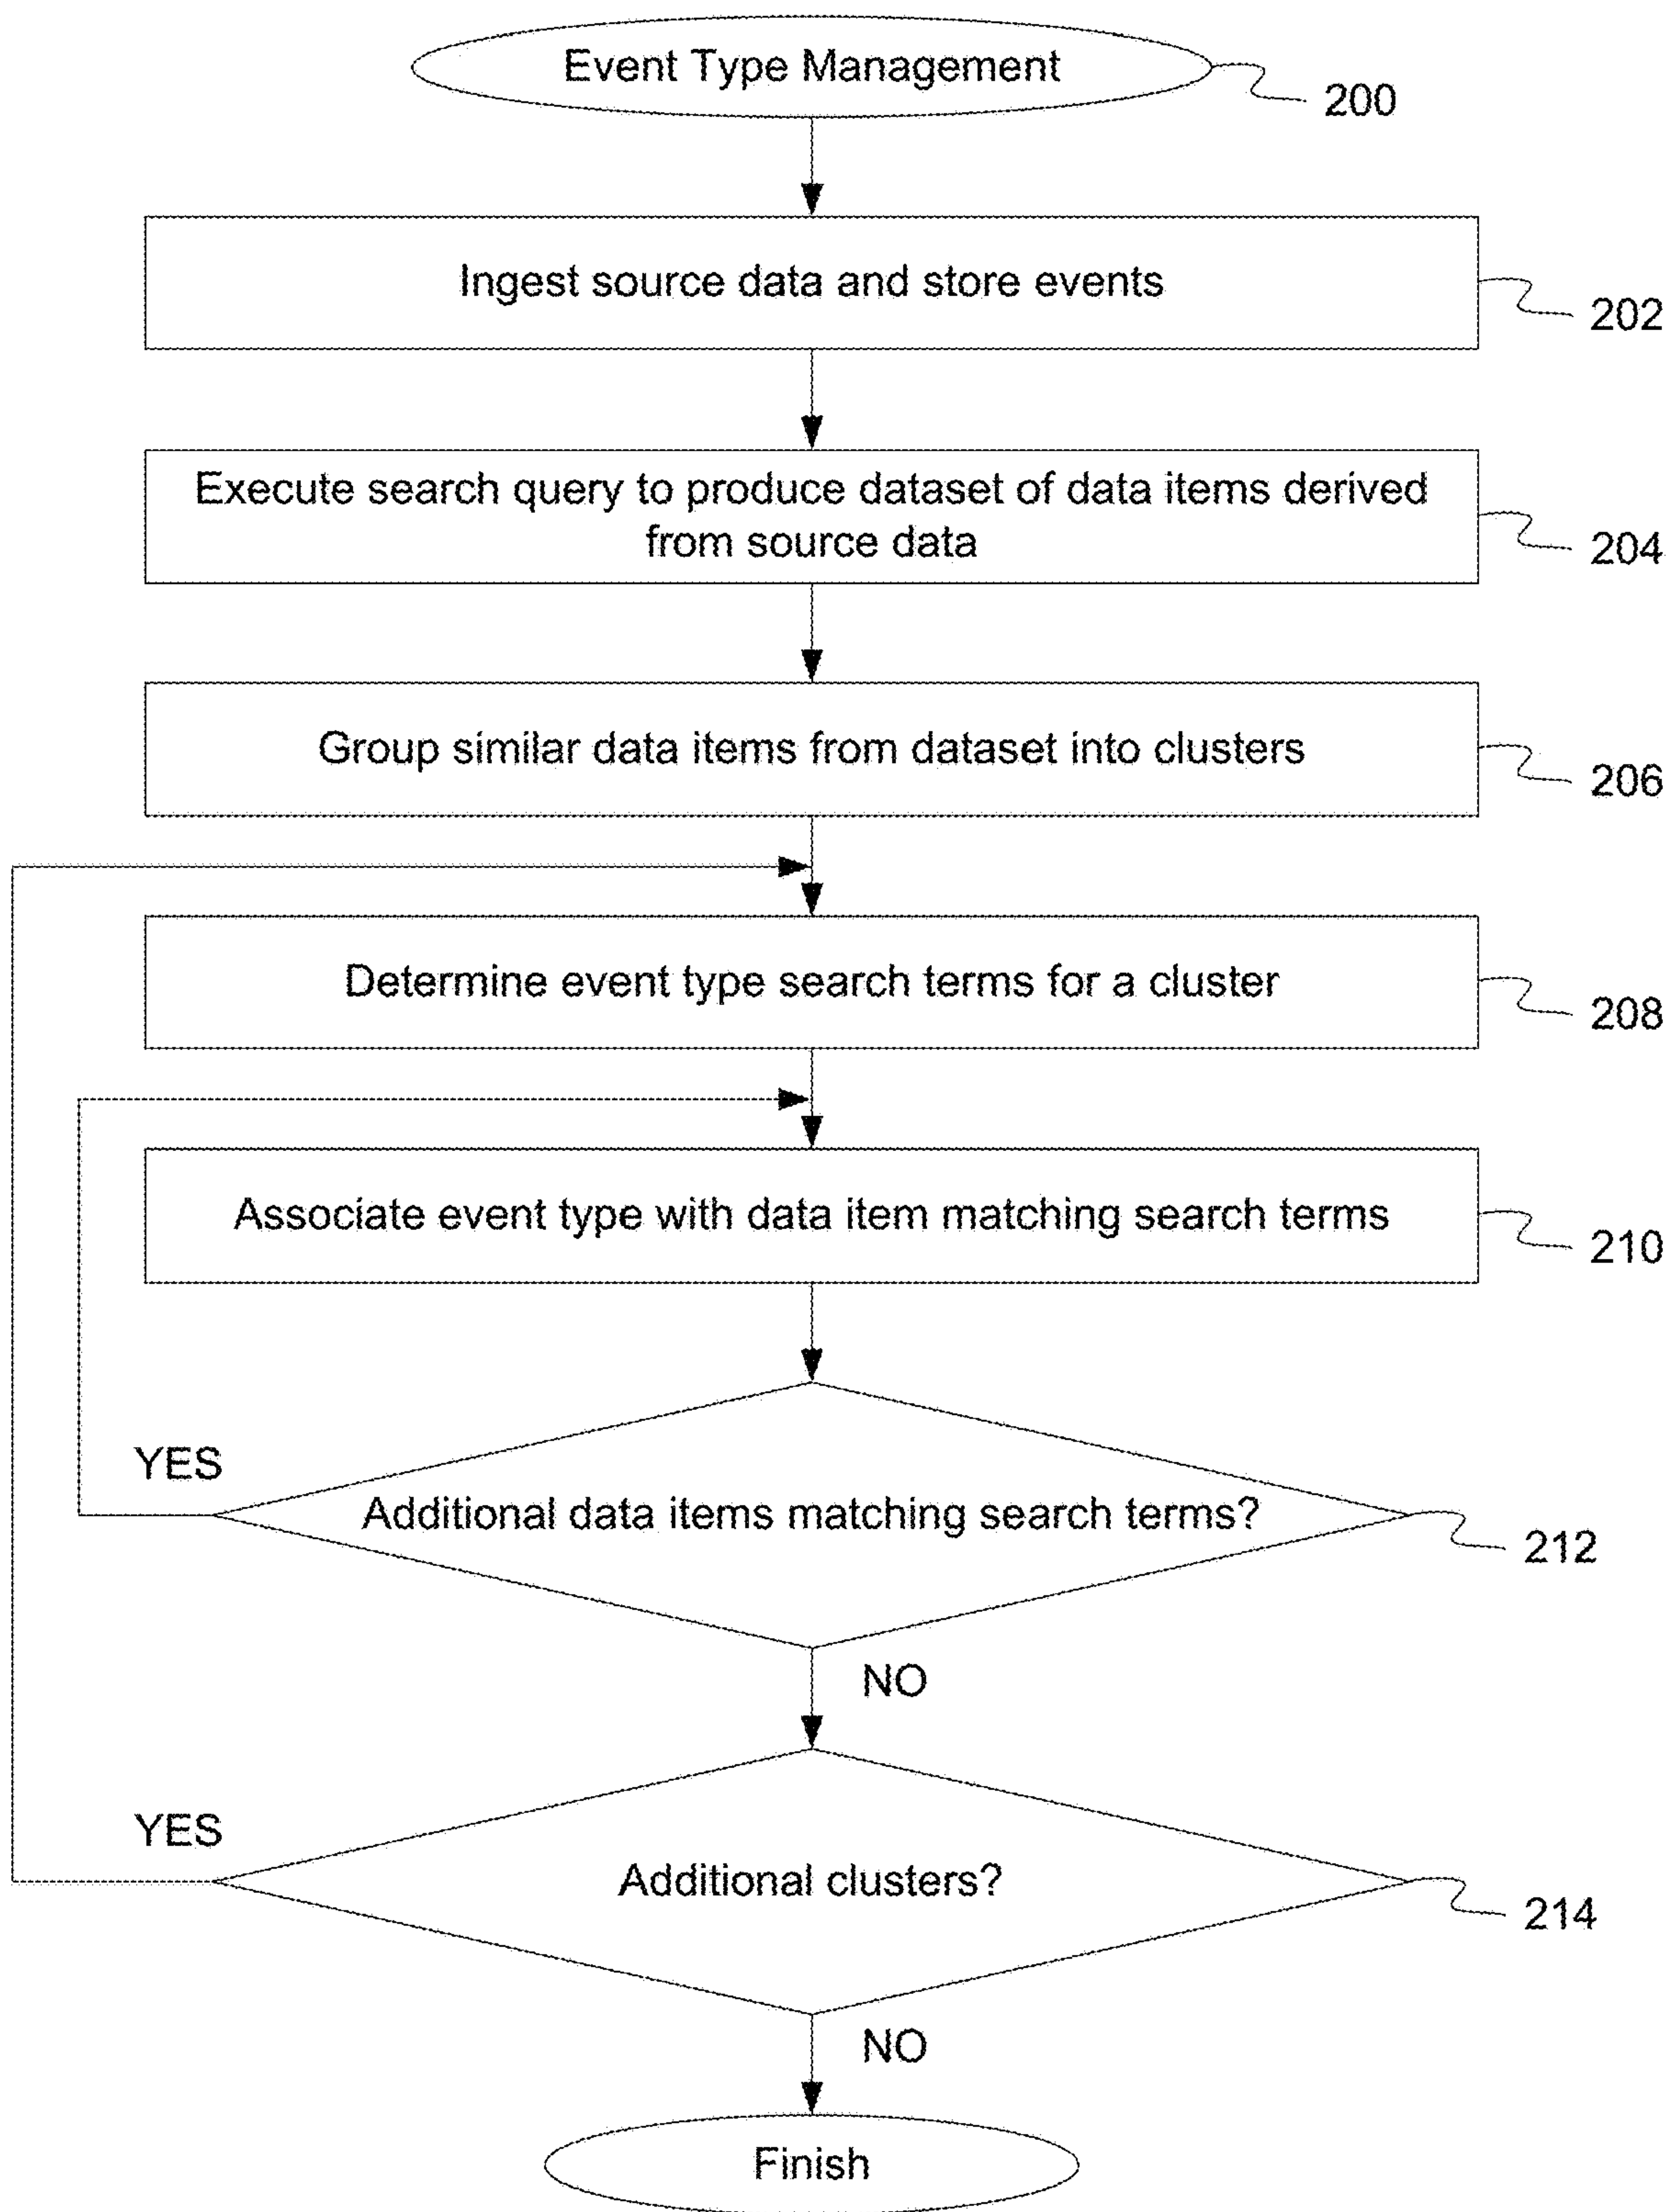 Event Type Management
200
Ingest source data and store events
202
Execute search query to produce dataset of data items derived
from source data
204
Group similar data items from dataset into clusters
206
Determine event type search terms for a cluster
208
Associate event type with data item matching search terms
210
YES
Additional data items matching search terms?
212
NO
YES
Additional clusters?
214
NO
Finish